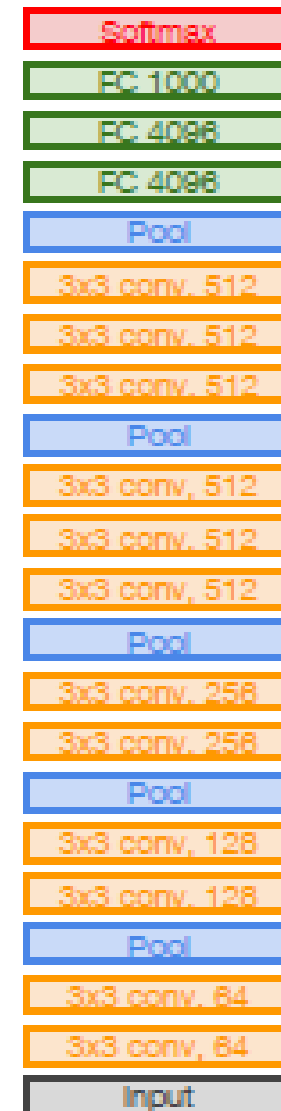 Softmax
FC 1000
FC 4096
FC 4096
Pool
3x3 conv, 512
3x3 conv, 512
3x3 conv, 512
Pool
3x3 conv, 512
3x3 conv, 512
3x3 conv, 512
Pool
3x3 conv, 256
3x3 conv, 256
Pool
3x3 conv, 128
3x3 conv, 128
Pool
3x3 conv, 64
3x3 conv, 64
Input